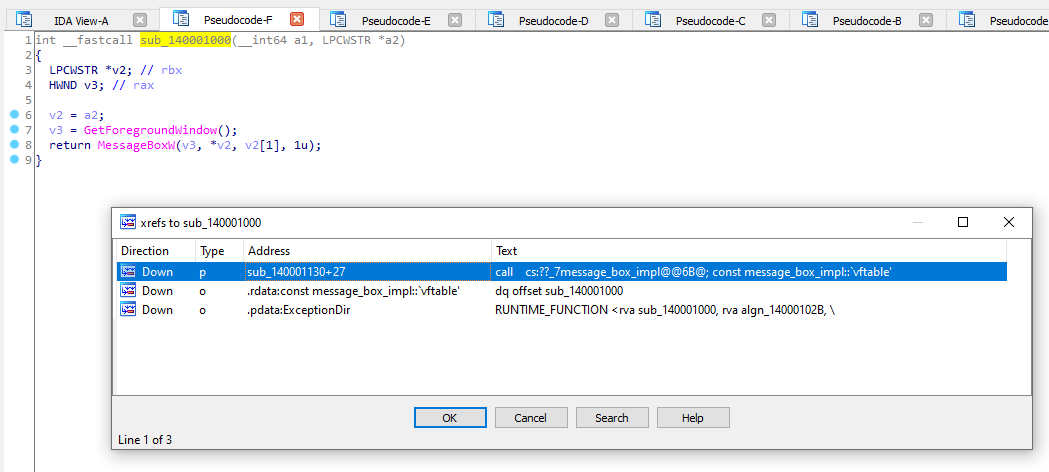 IDA View-A Pseudocode-F Pseudocode-E Pseudocode-D Pseudocode-C Pseudocode-B Pseudocode
1 int __fastcall sub_140001000(__int64 a1, LPCWSTR *a2)
2 {
3 LPCWSTR *v2; // rbx
4 HWND v3; // rax
5
6 v2 = a2;
7 v3 = GetForegroundWindow();
8 return MessageBoxW(v3, *v2, v2[1], 1u);
9 }
xrefs to sub_140001000
Direction Type Address Text
Down p sub_140001130+27 call cs:??_7message_box_impl@@6B@; const message_box_impl::`vftable'
Down o .rdata:const message_box_impl::`vftable' dq offset sub_140001000
Down o .pdata:ExceptionDir RUNTIME_FUNCTION <rva sub_140001000, rva algn_14000102B, \
OK Cancel Search Help
Line 1 of 3